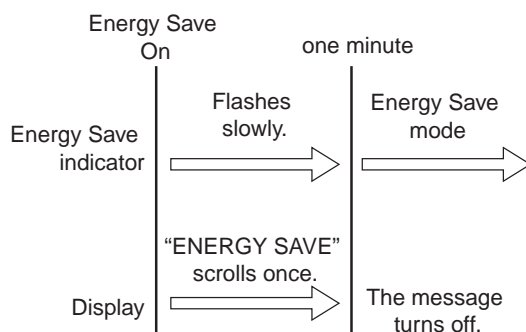 Energy Save
On
one minute
Energy Save
indicator
Flashes
slowly.
Energy Save
mode
Display
“ENERGY SAVE”
scrolls once.
The message
turns off.